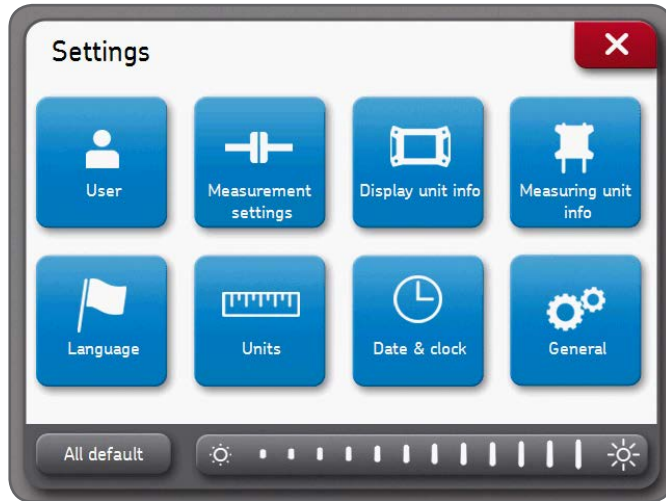 Settings
User
Measurement
settings
Display unit info
Measuring unit
info
Language
Units
Date & clock
General
All default